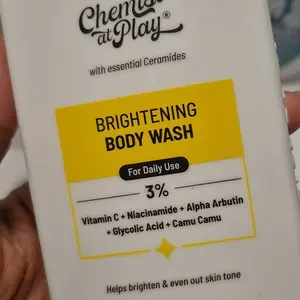 Chemist
at Play®
with essential Ceramides
BRIGHTENING
BODY WASH
For Daily Use
3%
Vitamin C + Niacinamide + Alpha Arbutin
+ Glycolic Acid + Camu Camu
Helps brighten & even out skin tone